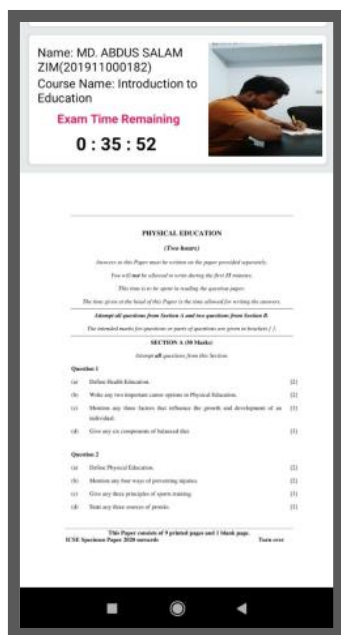 Name: MD. ABDUS SALAM
ZIM(201911000182)
Course Name: Introduction to
Education
Exam Time Remaining
0 : 35 : 52
PHYSICAL EDUCATION
(Two hours)
Answers to this Paper must be written on the paper provided separately.
You will not be allowed to write during the first 15 minutes.
This time is to be spent in reading the question paper.
The time given at the head of this Paper is the time allowed for writing the answers.
Attempt all questions from Section A and two questions from Section B.
The intended marks for questions or parts of questions are given in brackets [ ].
SECTION A (50 Marks)
Attempt all questions from this Section.
Question 1
(a) Define Health Education. [2]
(b) Write any two important career options in Physical Education. [2]
(c) Mention any three factors that influence the growth and development of an [3]
individual.
(d) Give any six components of balanced diet. [3]
Question 2
(a) Define Physical Education. [2]
(b) Mention any four ways of preventing injuries. [2]
(c) Give any three principles of sports training. [3]
(d) State any three sources of protein. [3]
This Paper consists of 9 printed pages and 1 blank page.
ICSE Specimen Paper 2020 onwards Turn over